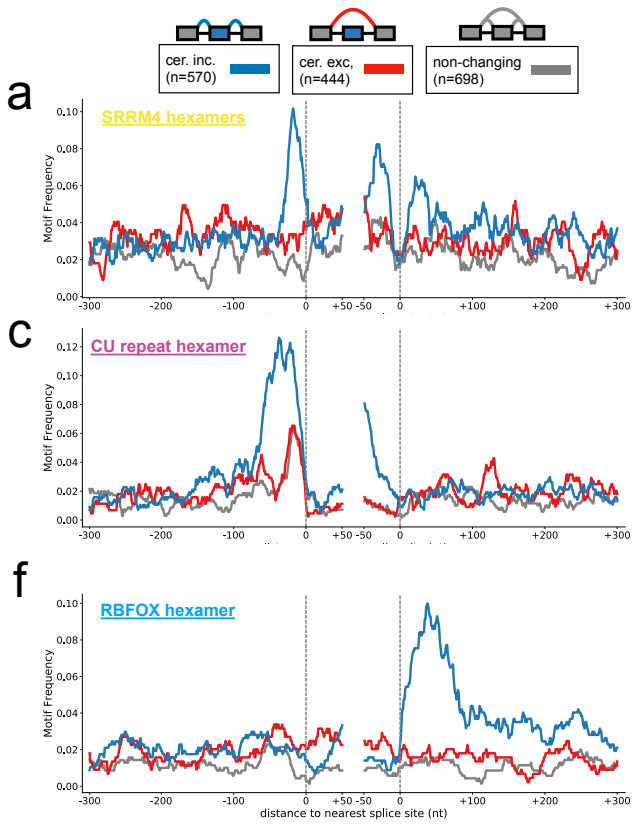 cer. inc.
(n=570)
cer. exc,
(n=444)
non-changing
(n=698)
a
SRRM4 hexamers
Motif Frequency
0.10
0.08
0.06
0.04
0.02
0.00
-300 -200 -100 0 +50 -50 0 +100 +200 +300
c
CU repeat hexamer
Motif Frequency
0.12
0.10
0.08
0.06
0.04
0.02
0.00
-300 -200 -100 0 +50 -50 0 +100 +200 +300
f
RBFOX hexamer
Motif Frequency
0.10
0.08
0.06
0.04
0.02
0.00
-300 -200 -100 0 +50 -50 0 +100 +200 +300
distance to nearest splice site (nt)